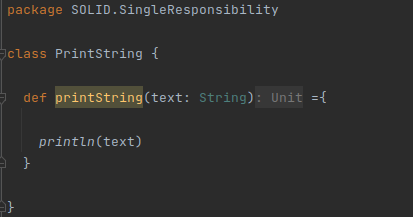 package SOLID.SingleResponsibility
class PrintString {
def printString(text: String): Unit ={
println(text)
}
}